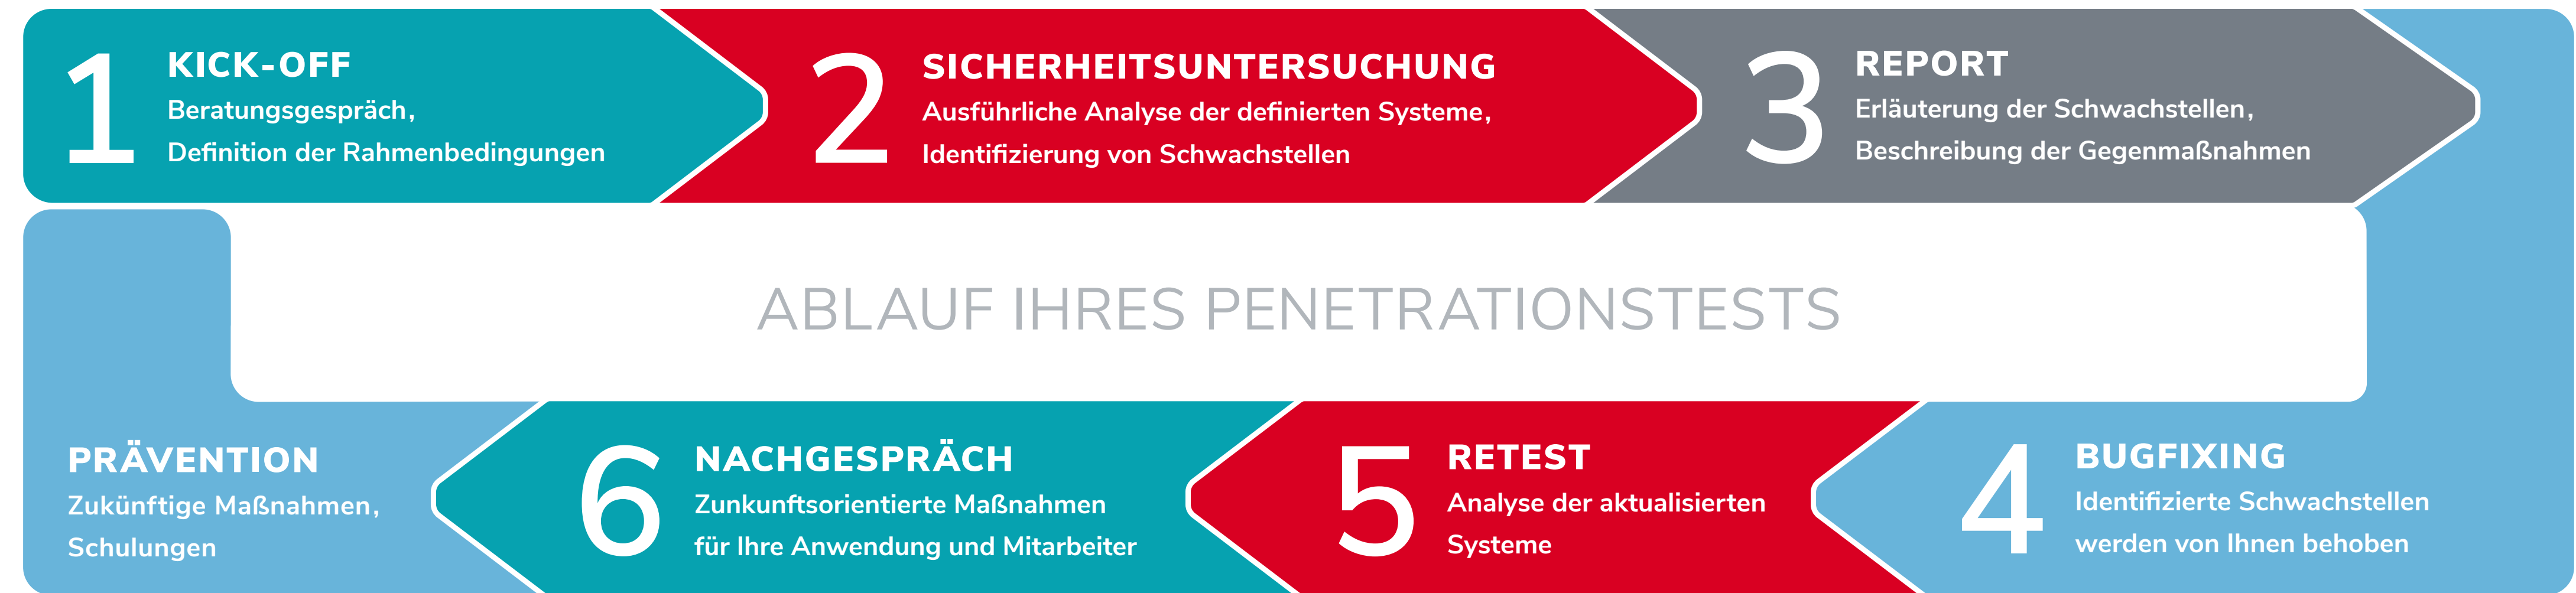 1
KICK-OFF
Beratungsgespräch,
Definition der Rahmenbedingungen
2
SICHERHEITSUNTERSUCHUNG
Ausführliche Analyse der definierten Systeme,
Identifizierung von Schwachstellen
3
REPORT
Erläuterung der Schwachstellen,
Beschreibung der Gegenmaßnahmen
ABLAUF IHRES PENETRATIONSTESTS
4
BUGFIXING
Identifizierte Schwachstellen
werden von Ihnen behoben
5
RETEST
Analyse der aktualisierten
Systeme
6
NACHGESPRÄCH
Zunkunftsorientierte Maßnahmen
für Ihre Anwendung und Mitarbeiter
PRÄVENTION
Zukünftige Maßnahmen,
Schulungen